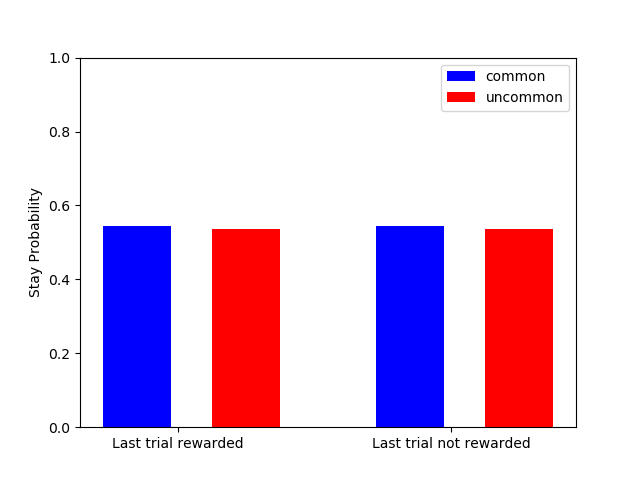 1.0
0.8
0.6
0.4
0.2
0.0
Stay Probability
common
uncommon
Last trial rewarded
Last trial not rewarded